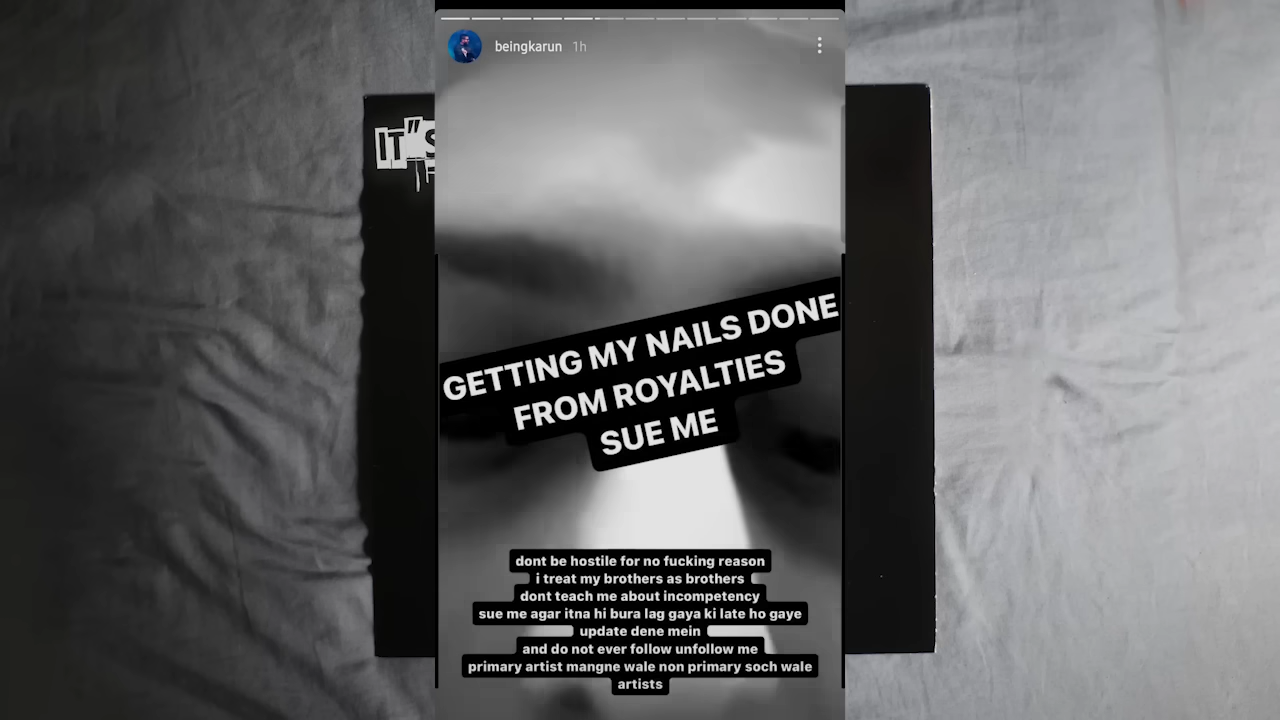 beingkarun 1h
IT"S
GETTING MY NAILS DONE
FROM ROYALTIES
SUE ME
dont be hostile for no fucking reason
i treat my brothers as brothers
dont teach me about incompetency
sue me agar itna hi bura lag gaya ki late ho gaye
update dene mein
and do not ever follow unfollow me
primary artist mangne wale non primary soch wale
artists